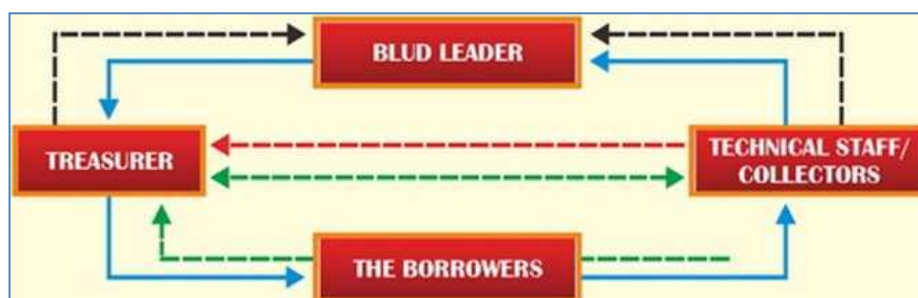 BLUD LEADER
TREASURER
TECHNICAL STAFF/
COLLECTORS
THE BORROWERS